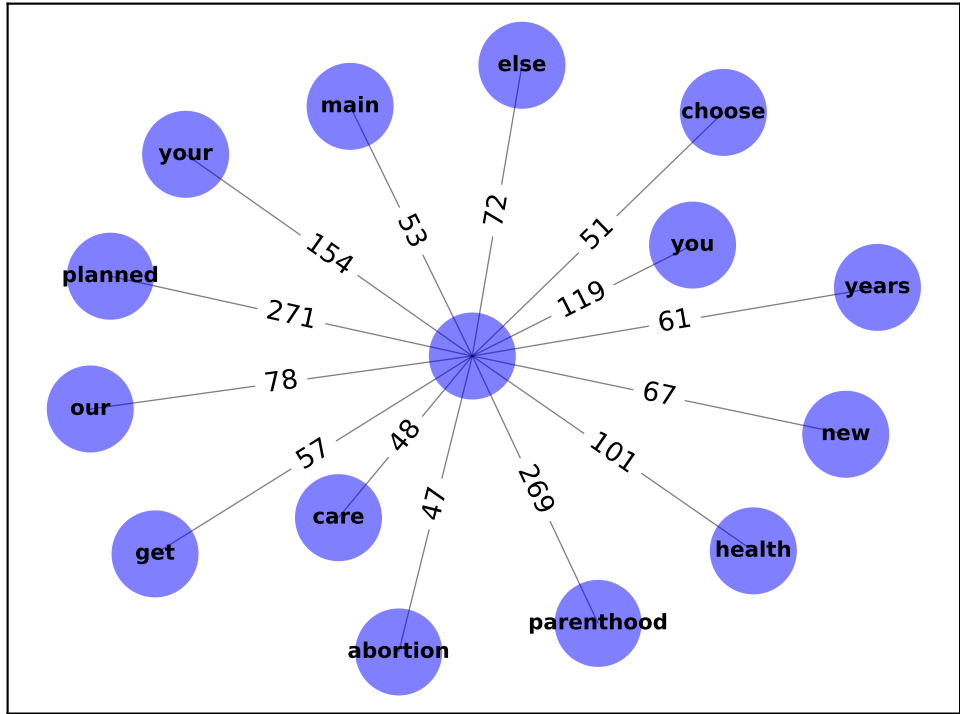 else
main
choose
your
72
53
51
you
154
planned
119
years
271
61
78
67
our
48
new
57
101
269
47
care
get
health
parenthood
abortion